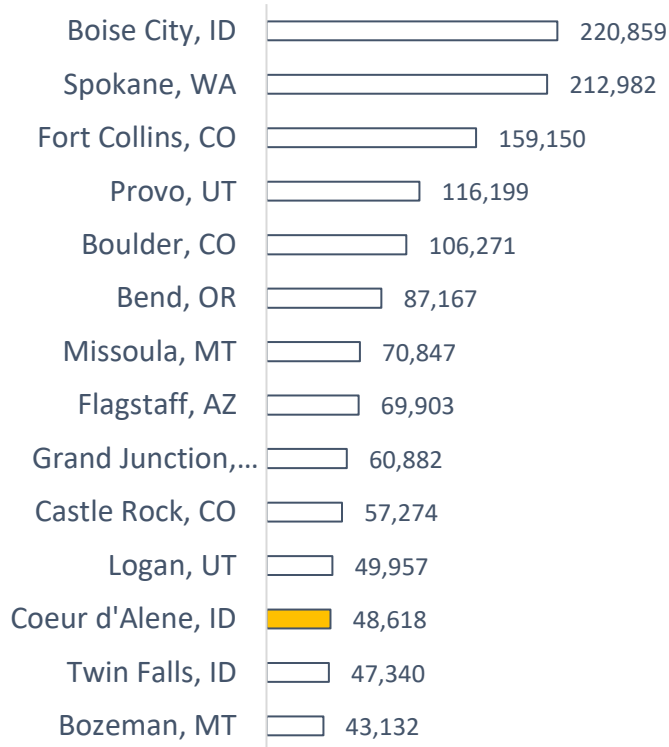 Boise City, ID 220,859
Spokane, WA 212,982
Fort Collins, CO 159,150
Provo, UT 116,199
Boulder, CO 106,271
Bend, OR 87,167
Missoula, MT 70,847
Flagstaff, AZ 69,903
Grand Junction,... 60,882
Castle Rock, CO 57,274
Logan, UT 49,957
Coeur d'Alene, ID 48,618
Twin Falls, ID 47,340
Bozeman, MT 43,132